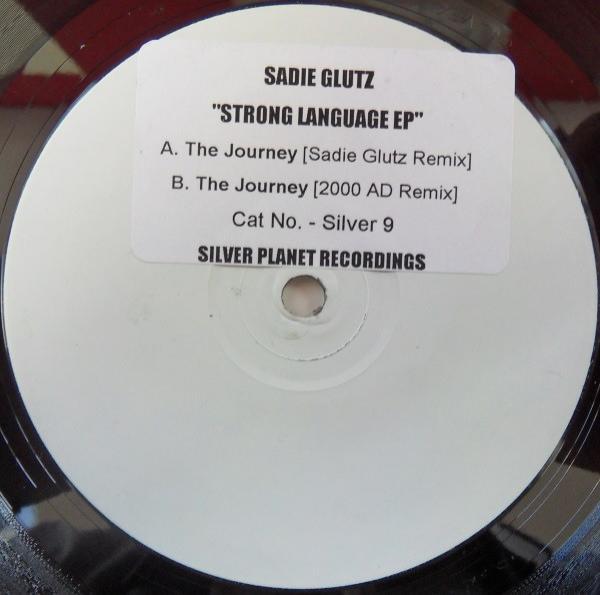 SADIE GLUTZ
"STRONG LANGUAGE EP"
A. The Journey [Sadie Glutz Remix]
B. The Journey [2000 AD Remix]
Cat No. - Silver 9
SILVER PLANET RECORDINGS